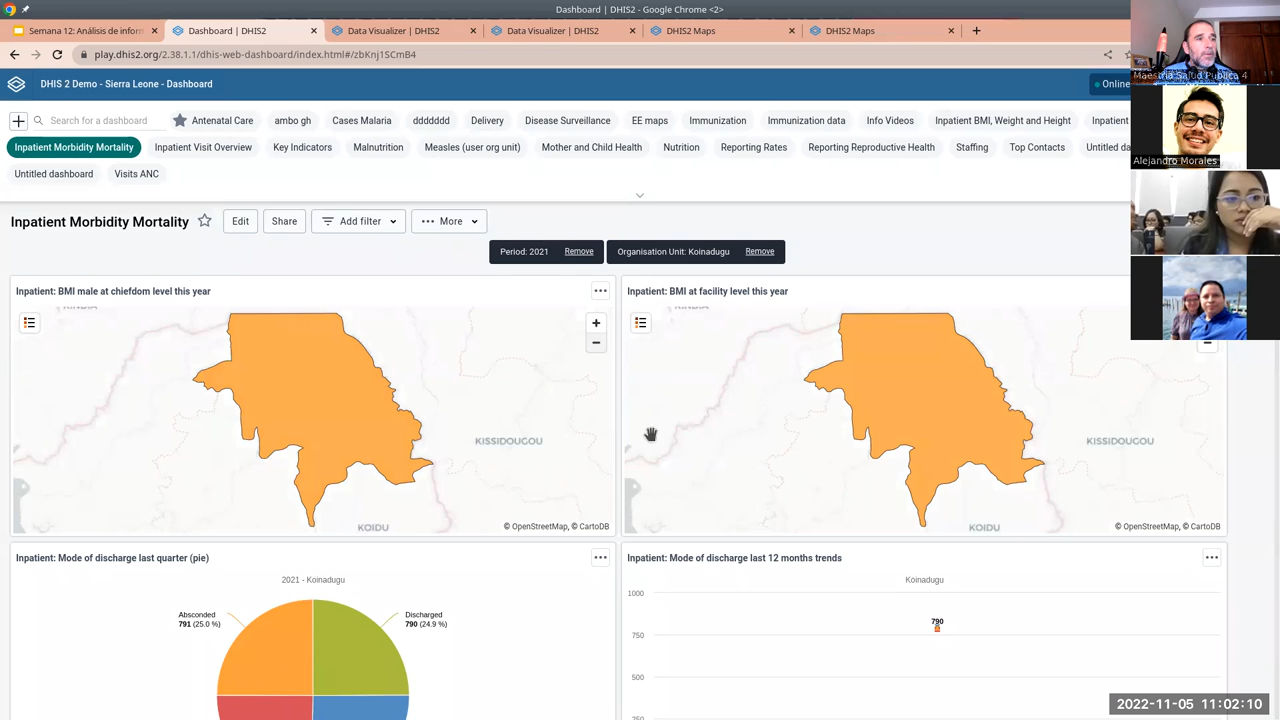 Dashboard | DHIS2 - Google Chrome <2>
Semana 12: Análisis de inform
Dashboard | DHIS2
Data Visualizer | DHIS2
Data Visualizer | DHIS2
DHIS2 Maps
DHIS2 Maps
play.dhis2.org/2.38.1.1/dhis-web-dashboard/index.html#/zbKnj1SCmB4
Maestria Salud Publica 4
DHIS 2 Demo - Sierra Leone - Dashboard
Online
Search for a dashboard
Antenatal Care
ambo gh
Cases Malaria
ddddddd
Delivery
Disease Surveillance
EE maps
Immunization
Immunization data
Info Videos
Inpatient BMI, Weight and Height
Inpatient
Inpatient Morbidity Mortality
Inpatient Visit Overview
Key Indicators
Malnutrition
Measles (user org unit)
Mother and Child Health
Nutrition
Reporting Rates
Reporting Reproductive Health
Staffing
Top Contacts
Untitled da
Alejandro Morales
Untitled dashboard
Visits ANC
Inpatient Morbidity Mortality
Edit
Share
Add filter
More
Period: 2021
Remove
Organisation Unit: Koinadugu
Remove
Inpatient: BMI male at chiefdom level this year
Inpatient: BMI at facility level this year
KINDIA
KISSIDOUGOU
KISSIDOUGOU
KOIDU
© OpenStreetMap, © CartoDB
KOIDU
© OpenStreetMap, © CartoDB
Inpatient: Mode of discharge last quarter (pie)
Inpatient: Mode of discharge last 12 months trends
2021 - Koinadugu
Koinadugu
Absconded
791 (25.0 %)
Discharged
790 (24.9 %)
1000
790
750
500
250
2022-11-05 11:02:10